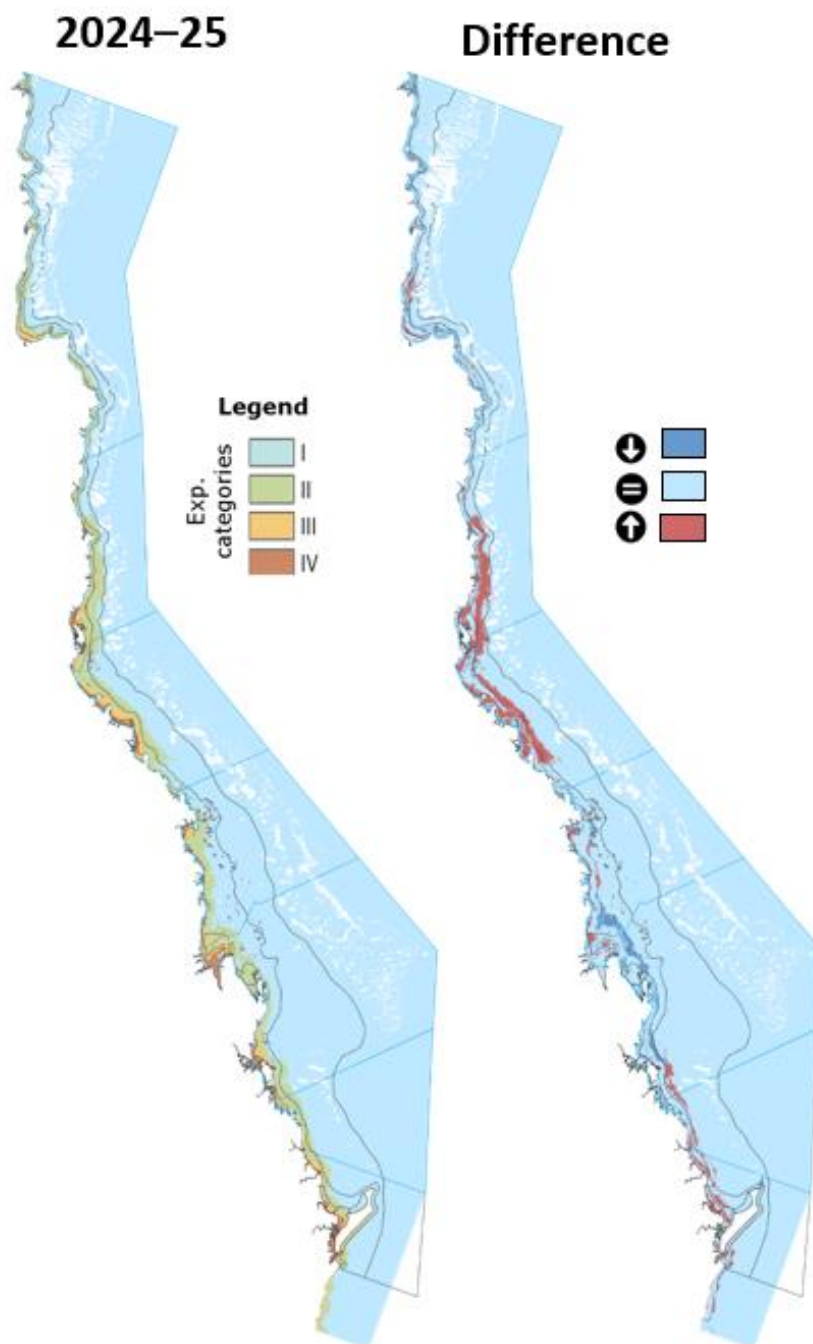 2024–25
Difference
Legend
Exp.
categories
I
II
III
IV